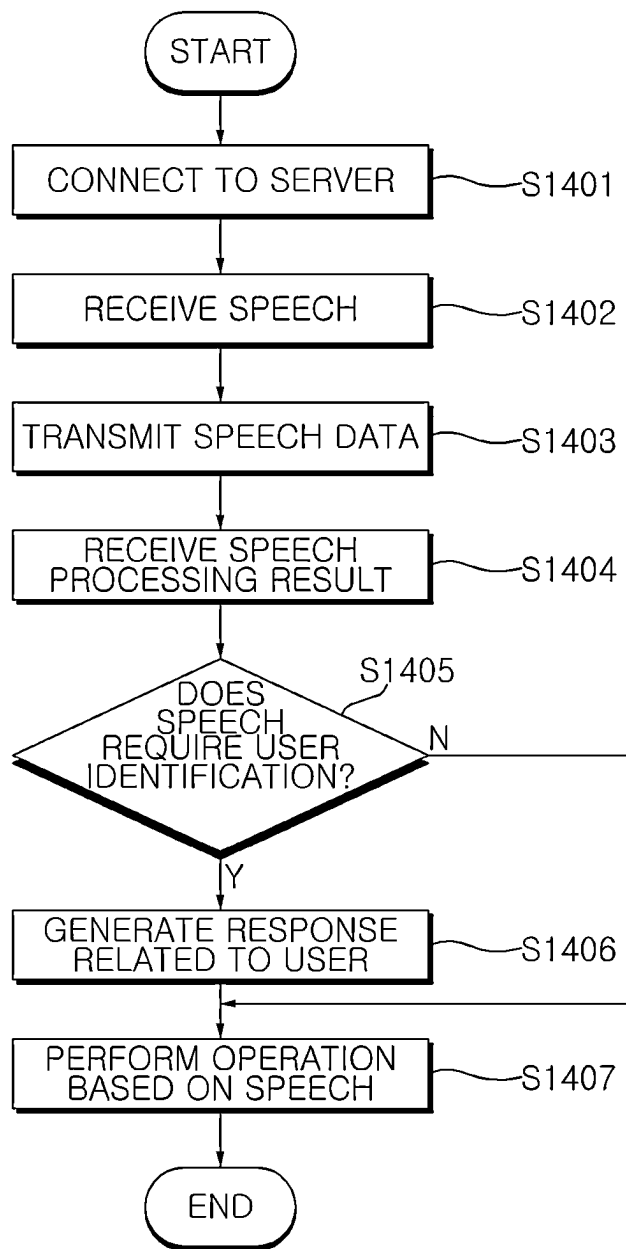 START
CONNECT TO SERVER
S1401
RECEIVE SPEECH
S1402
TRANSMIT SPEECH DATA
S1403
RECEIVE SPEECH
PROCESSING RESULT
S1404
S1405
DOES
SPEECH
REQUIRE USER
IDENTIFICATION?
N
Y
GENERATE RESPONSE
RELATED TO USER
S1406
PERFORM OPERATION
BASED ON SPEECH
S1407
END